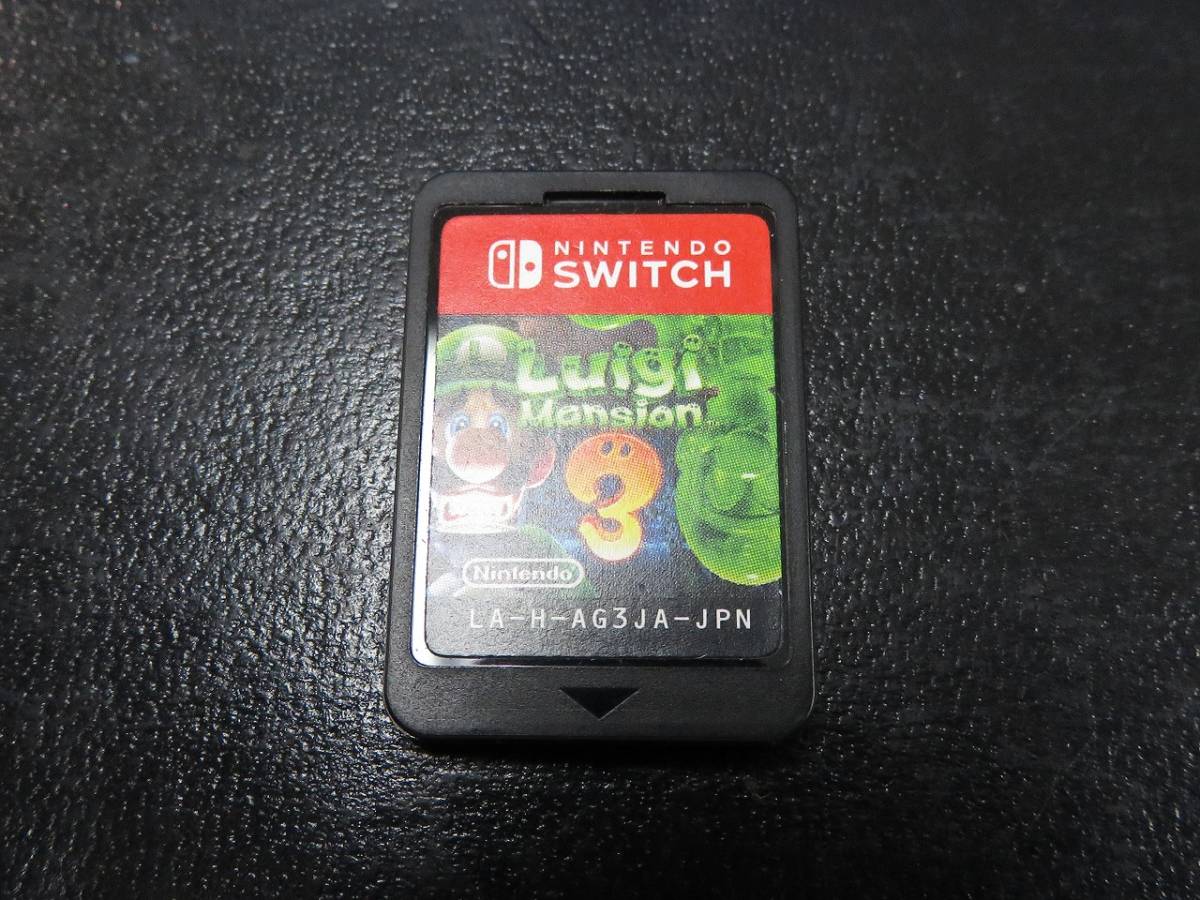 NINTENDO
SWITCH
Luigi
Mansion
3
Nintendo
LA-H-AG3JA-JPN